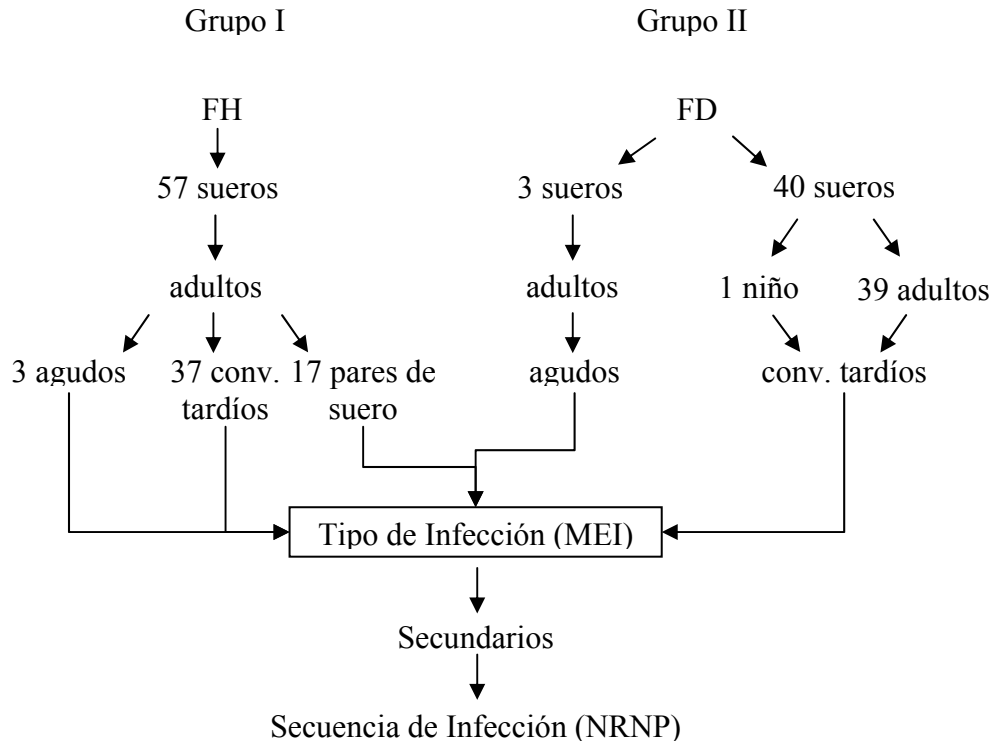 Grupo I
Grupo II
FH
FD
57 sueros
3 sueros
40 sueros
adultos
adultos
1 niño
39 adultos
3 agudos
37 conv.
tardíos
17 pares de
suero
agudos
conv. tardíos
Tipo de Infección (MEI)
Secundarios
Secuencia de Infección (NRNP)